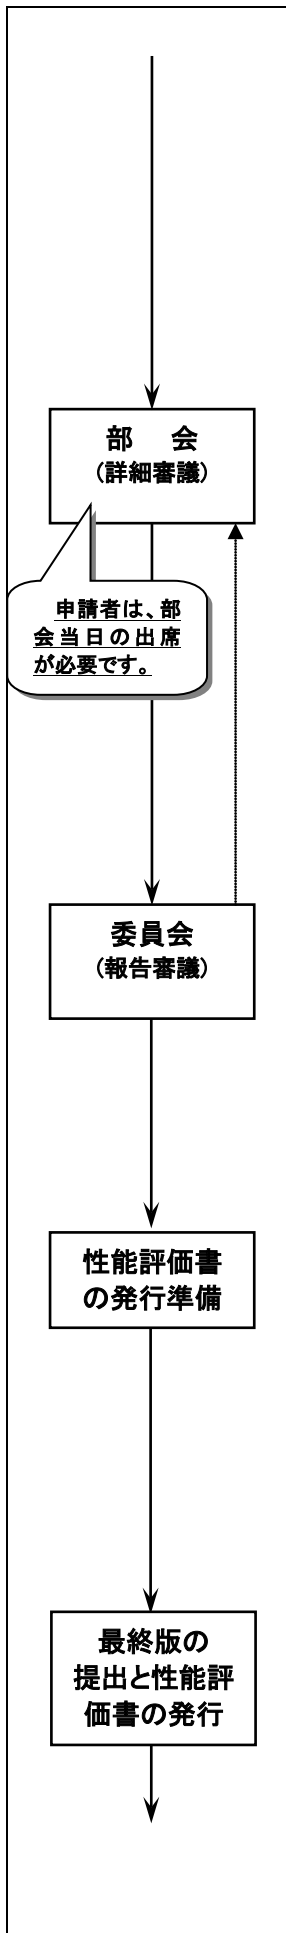 部　会
（詳細審議）
申請者は、部
会当日の出席
が必要です。
委員会
（報告審議）
性能評価書
の発行準備
最終版の
提出と性能評
価書の発行